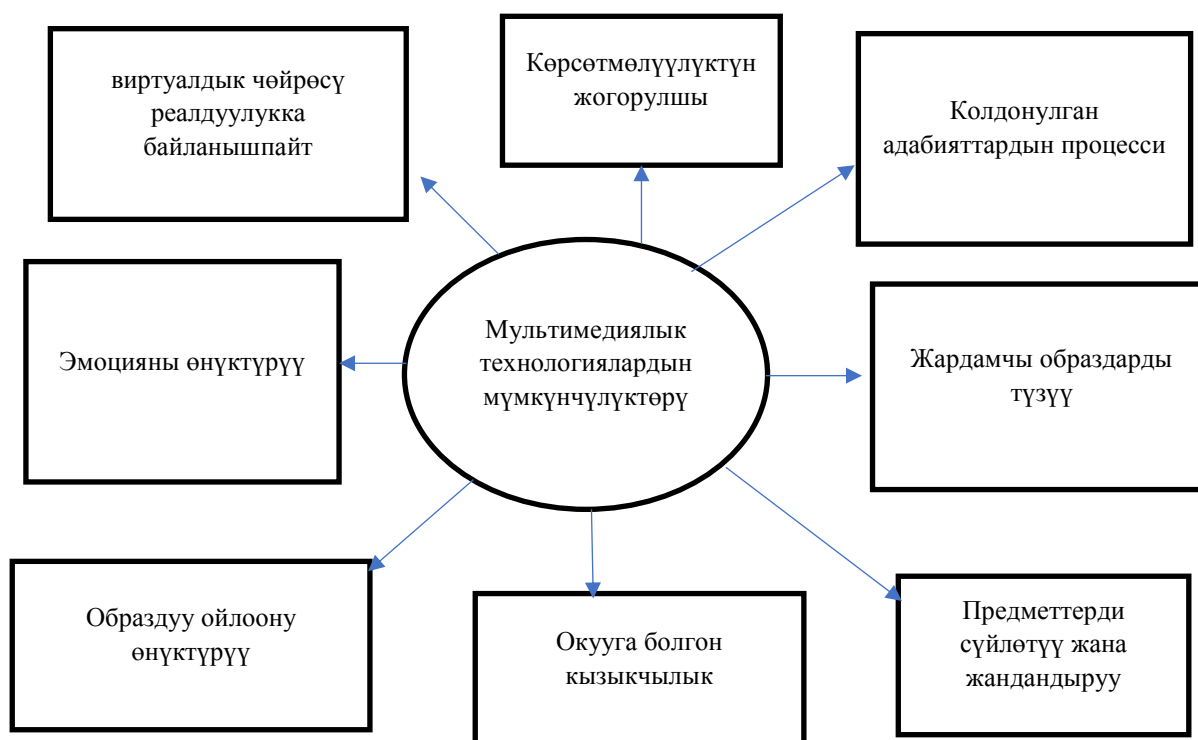 виртуалдык чөйрөсү
реалдуулукка
байланышпайт
Көрсөтмөлүүлүктүн
жогорулшы
Колдонулган
адабияттардын процесси
Эмоцияны өнүктүрүү
Мультимедиялык
технологиялардын
мүмкүнчүлүктөрү
Жардамчы образдарды
түзүү
Образдуу ойлоону
өнүктүрүү
Окууга болгон
кызыкчылык
Предметтерди
сүйлөтүү жана
жандандыруу